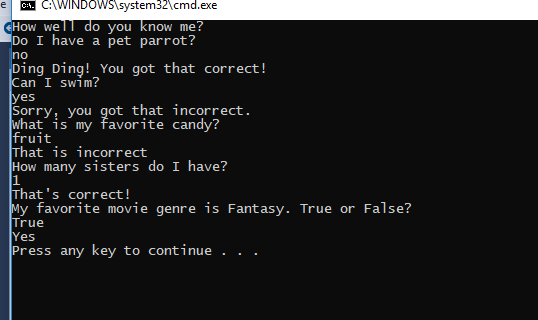 C:\WINDOWS\system32\cmd.exe
How well do you know me?
Do I have a pet parrot?
no
Ding Ding! You got that correct!
Can I swim?
yes
Sorry, you got that incorrect.
What is my favorite candy?
fruit
That is incorrect
How many sisters do I have?
1
That's correct!
My favorite movie genre is Fantasy. True or False?
True
Yes
Press any key to continue . . .